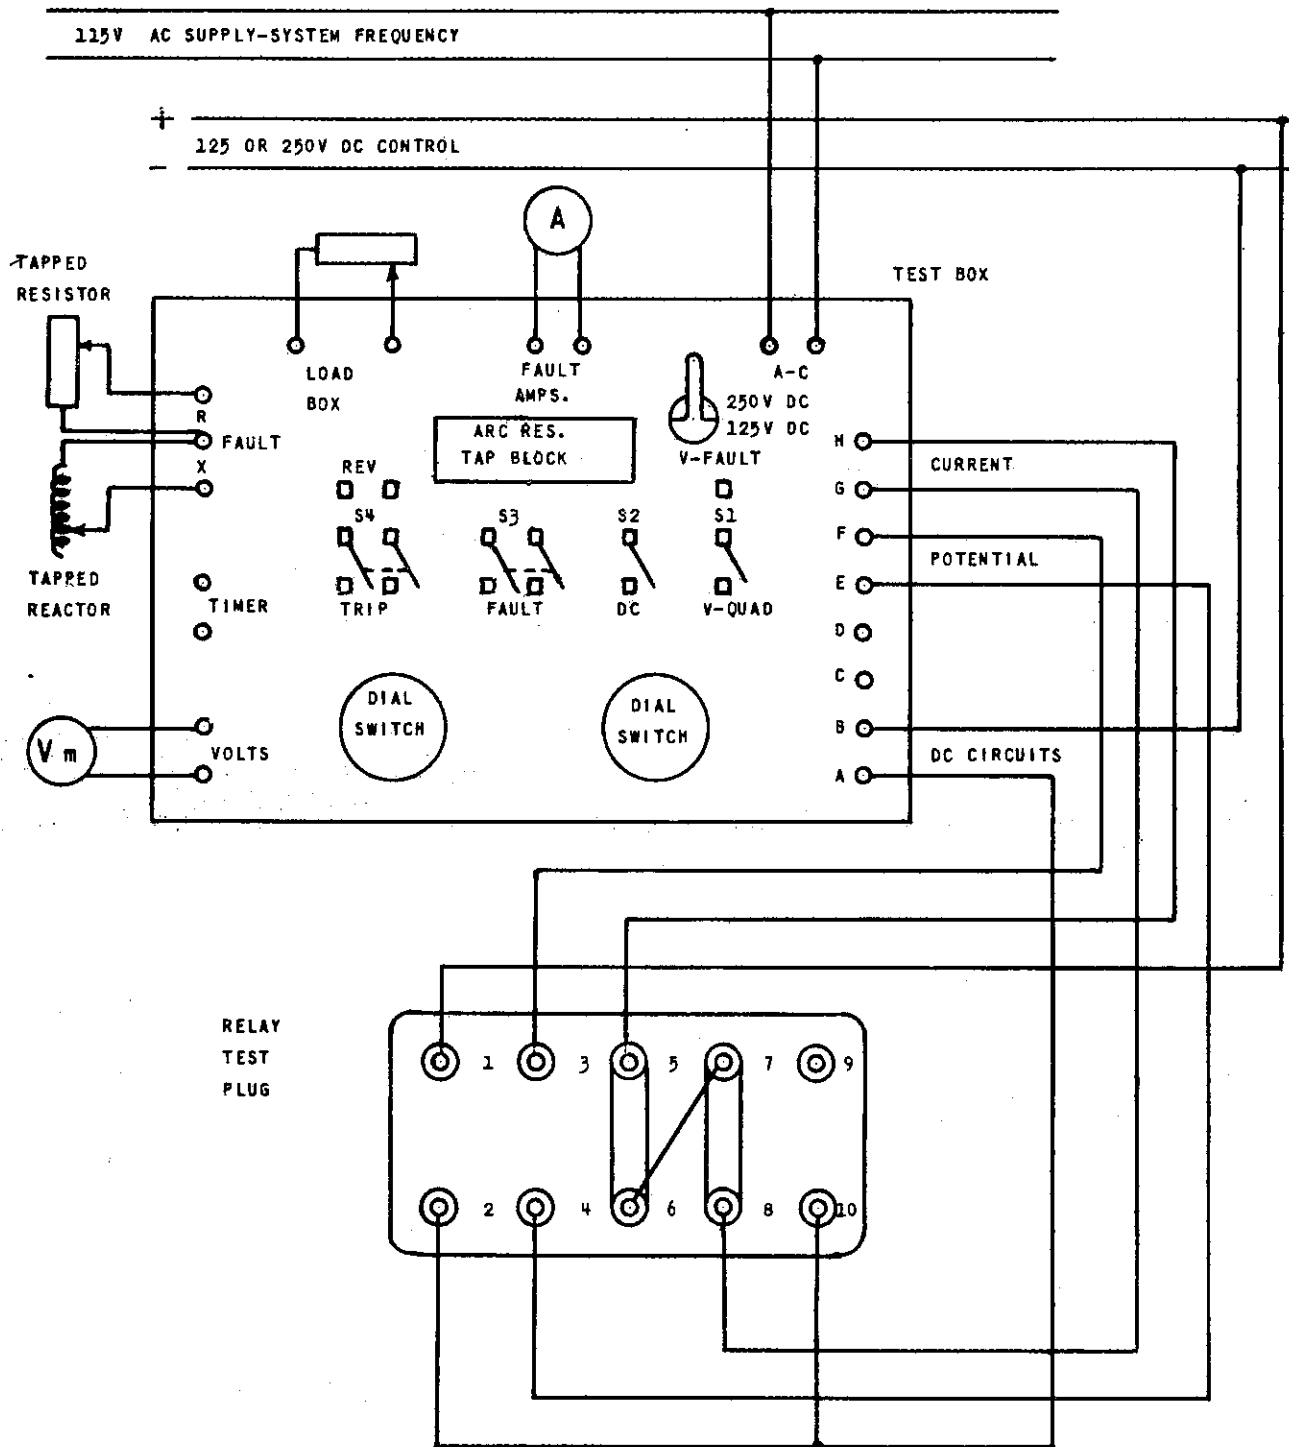 115V AC SUPPLY-SYSTEM FREQUENCY
+
125 OR 250V DC CONTROL
-
A
TAPPED
RESISTOR
TEST BOX
LOAD
BOX
FAULT
AMPS.
A-C
250V DC
125V DC
V-FAULT
R
FAULT
X
ARC RES.
TAP BLOCK
H
CURRENT
G
REV
S4
S3
S2
S1
F
POTENTIAL
E
TAPPED
REACTOR
TIMER
TRIP
FAULT
DC
V-QUAD
D
C
DIAL
SWITCH
DIAL
SWITCH
B
DC CIRCUITS
A
Vm
VOLTS
RELAY
TEST
PLUG
1 3 5 7 9
2 4 6 8 10